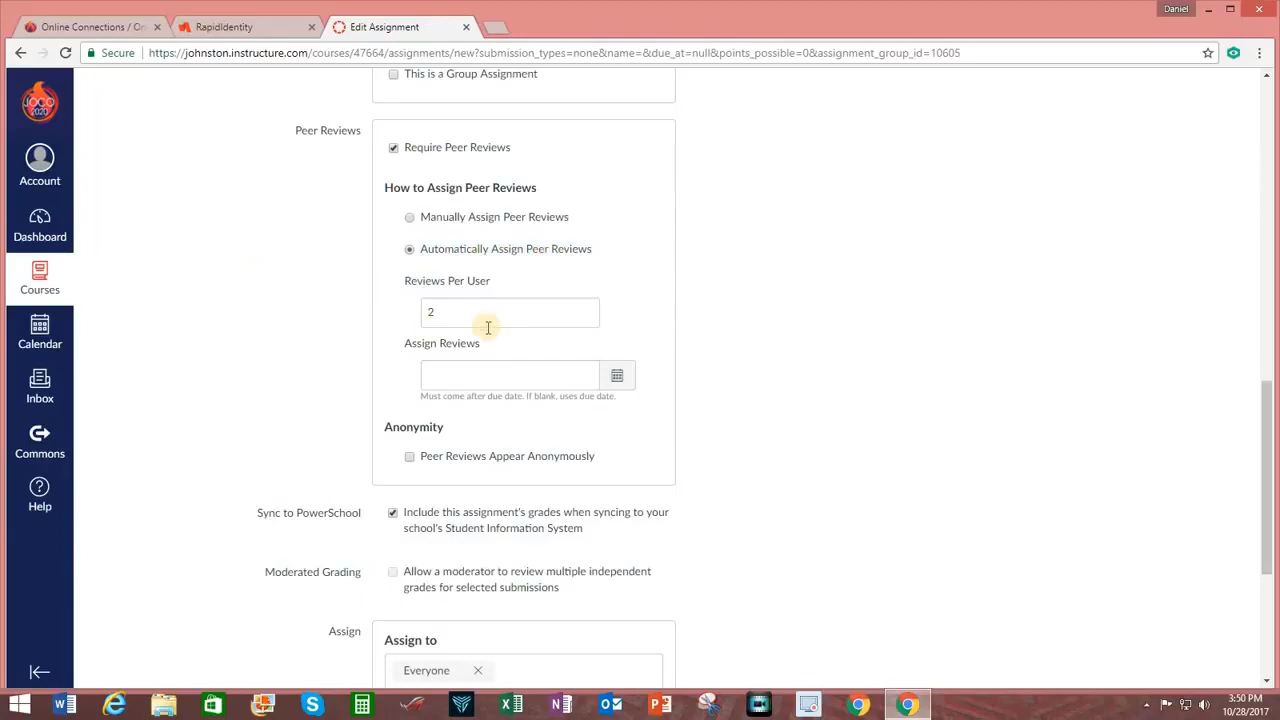 Daniel
Online Connections / On
RapidIdentity
Edit Assignment
Secure
https://johnston.instructure.com/courses/47664/assignments/new?submission_types=none&name=&due_at=null&points_possible=0&assignment_group_id=10605
JOCO
2020
Account
Dashboard
Courses
Calendar
Inbox
Commons
Help
This is a Group Assignment
Peer Reviews
Require Peer Reviews
How to Assign Peer Reviews
Manually Assign Peer Reviews
Automatically Assign Peer Reviews
Reviews Per User
2
Assign Reviews
Must come after due date. If blank, uses due date.
Anonymity
Peer Reviews Appear Anonymously
Sync to PowerSchool
Include this assignment's grades when syncing to your
school's Student Information System
Moderated Grading
Allow a moderator to review multiple independent
grades for selected submissions
Assign
Assign to
Everyone
3:50 PM
10/28/2017